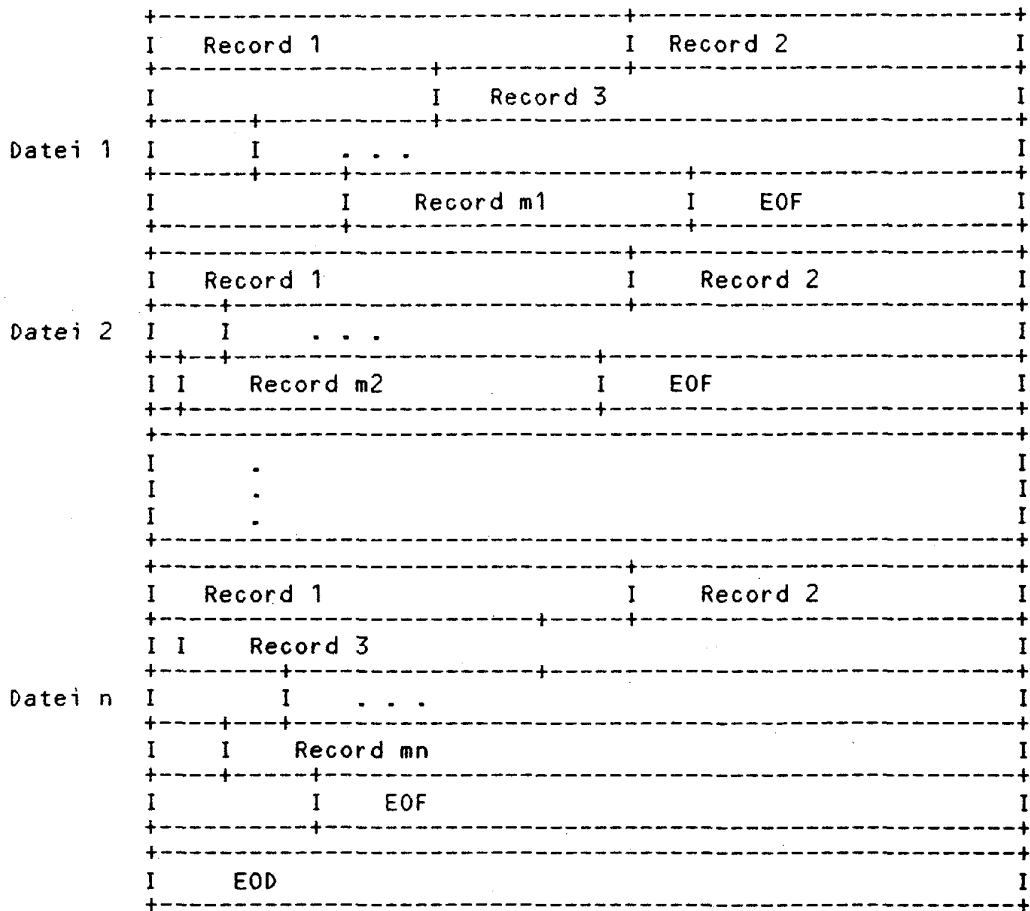 Record 1 Record 2
Record 3
Datei 1 . . .
Record m1 EOF
Record 1 Record 2
Datei 2 . . .
Record m2 EOF
.
.
.
Record 1 Record 2
Record 3
Datei n . . .
Record mn
EOF
EOD